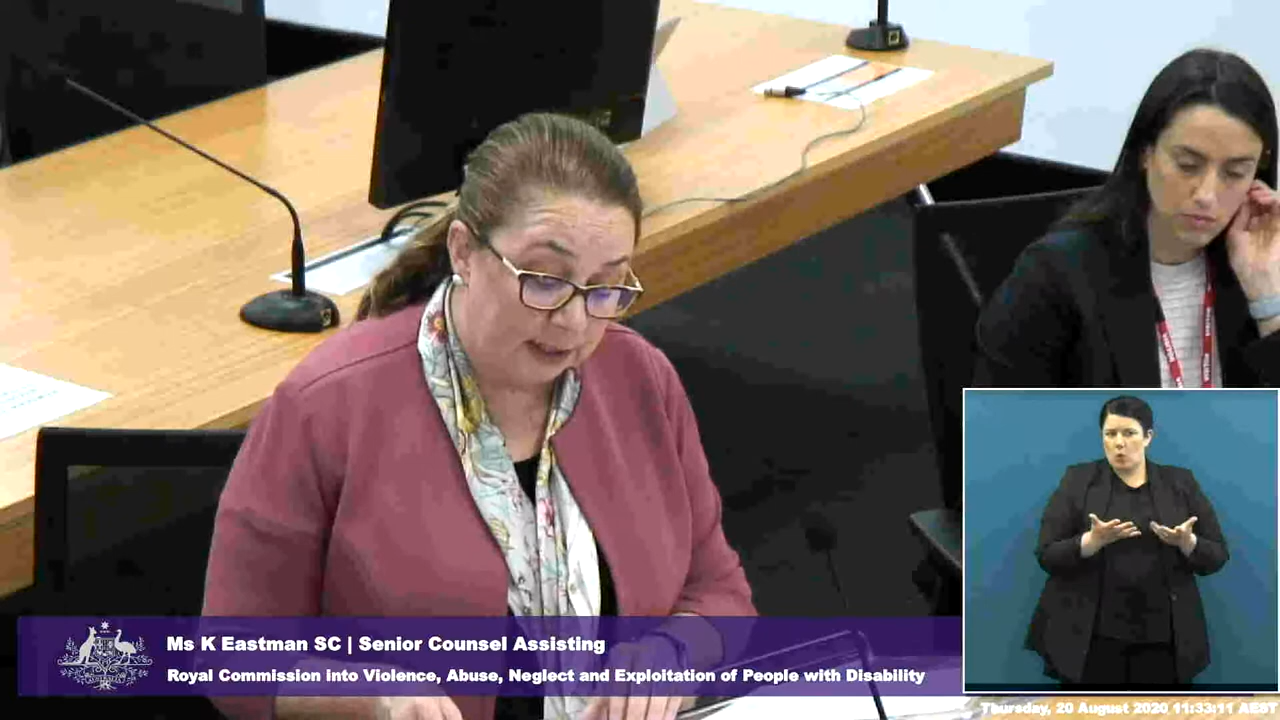 Ms K Eastman SC | Senior Counsel Assisting
Royal Commission into Violence, Abuse, Neglect and Exploitation of People with Disability
Thursday, 20 August 2020 11:33:11 AEST